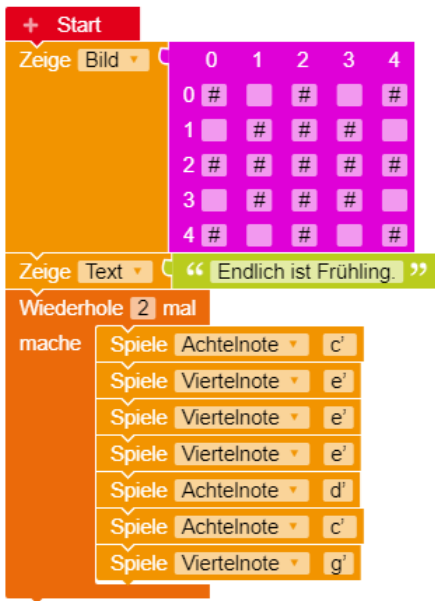 + Start
Zeige Bild 0 1 2 3 4
0 # # #
1 # # #
2 # # # # #
3 # # #
4 # # #
Zeige Text “ Endlich ist Frühling. ”
Wiederhole 2 mal
mache Spiele Achtelnote c'
Spiele Viertelnote e'
Spiele Viertelnote e'
Spiele Viertelnote e'
Spiele Achtelnote d'
Spiele Achtelnote c'
Spiele Viertelnote g'